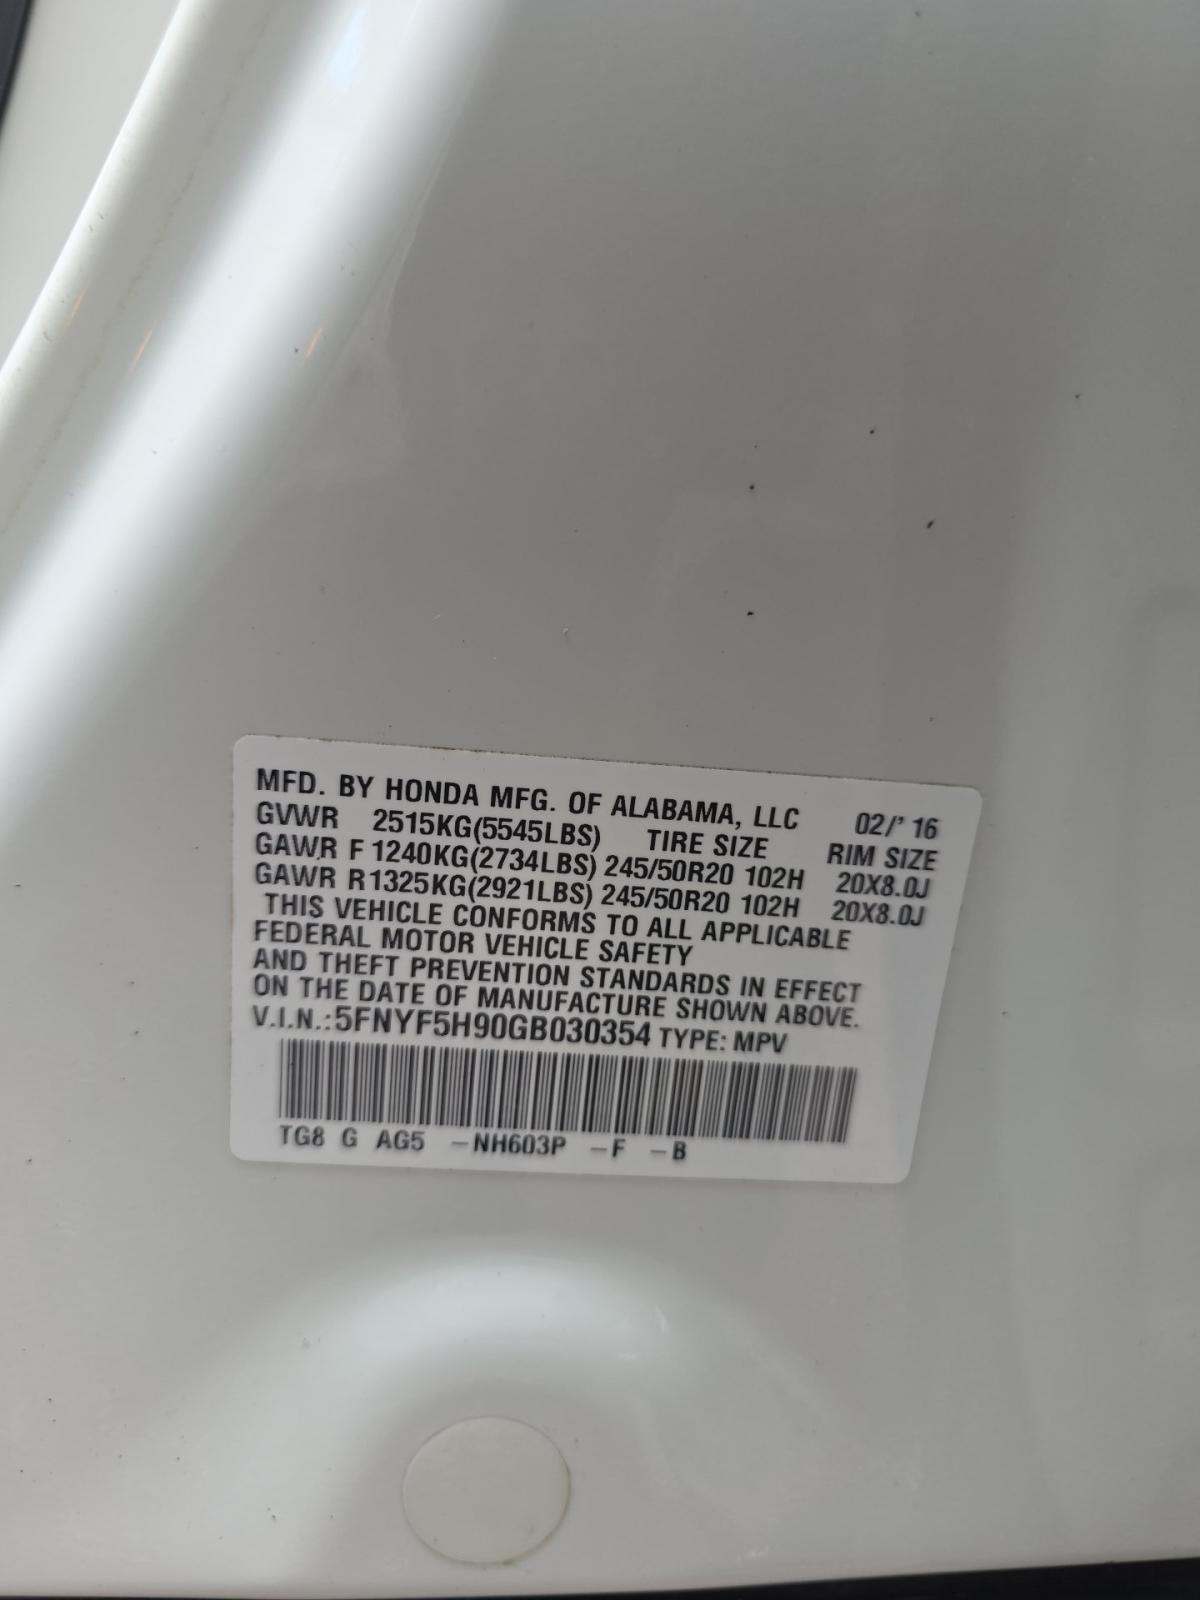 MFD. BY HONDA MFG. OF ALABAMA, LLC 02/'16
GVWR 2515KG(5545LBS) TIRE SIZE RIM SIZE
GAWR F 1240KG(2734LBS) 245/50R20 102H 20X8.0J
GAWR R 1325KG(2921LBS) 245/50R20 102H 20X8.0J
THIS VEHICLE CONFORMS TO ALL APPLICABLE
FEDERAL MOTOR VEHICLE SAFETY
AND THEFT PREVENTION STANDARDS IN EFFECT
ON THE DATE OF MANUFACTURE SHOWN ABOVE.
V.I.N.:5FNYF5H90GB030354 TYPE: MPV
TG8 G AG5 -NH603P -F -B